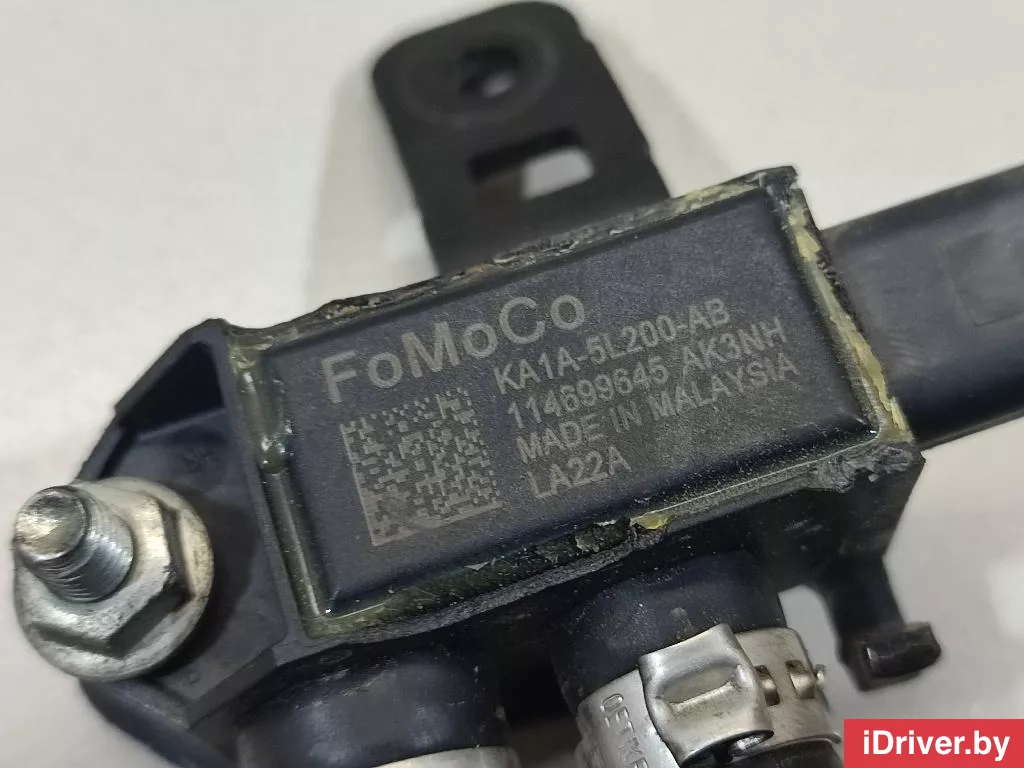 FoMoCo
KA1A-5L200-AB
114699645 AK3NH
MADE IN MALAYSIA
LA22A
iDriver.by